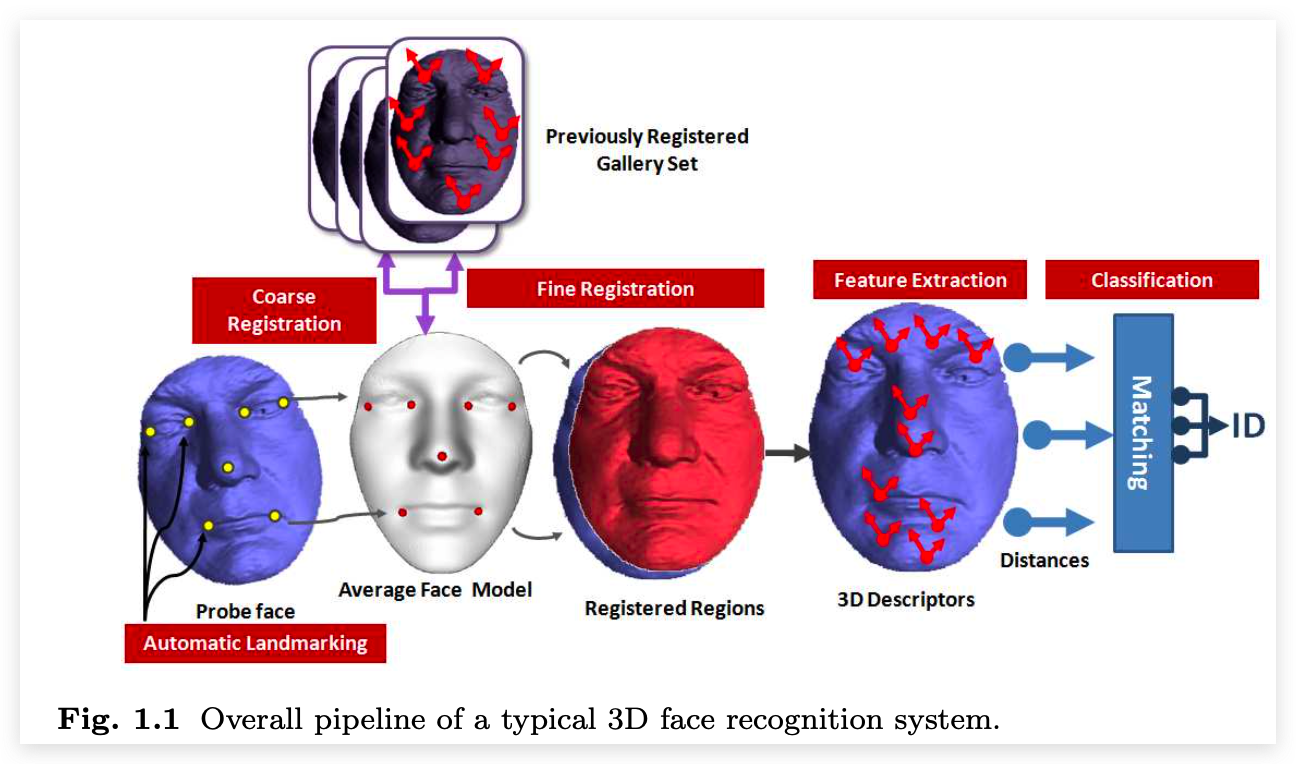 Previously Registered
Gallery Set
Coarse
Registration
Fine Registration
Feature Extraction
Classification
Matching
ID
Distances
Probe face
Average Face Model
Registered Regions
3D Descriptors
Automatic Landmarking
Fig. 1.1 Overall pipeline of a typical 3D face recognition system.